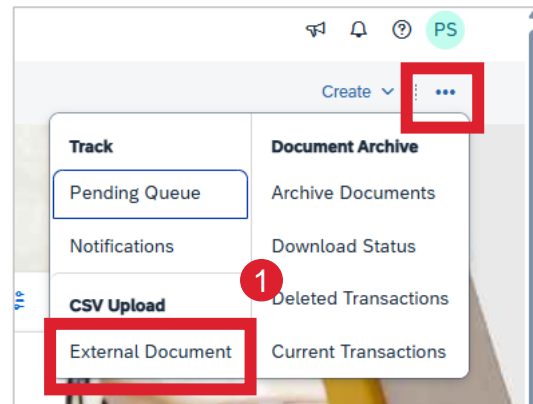 PS
Create
Track
Pending Queue
Notifications
CSV Upload
External Document
Document Archive
Archive Documents
Download Status
Deleted Transactions
Current Transactions
1